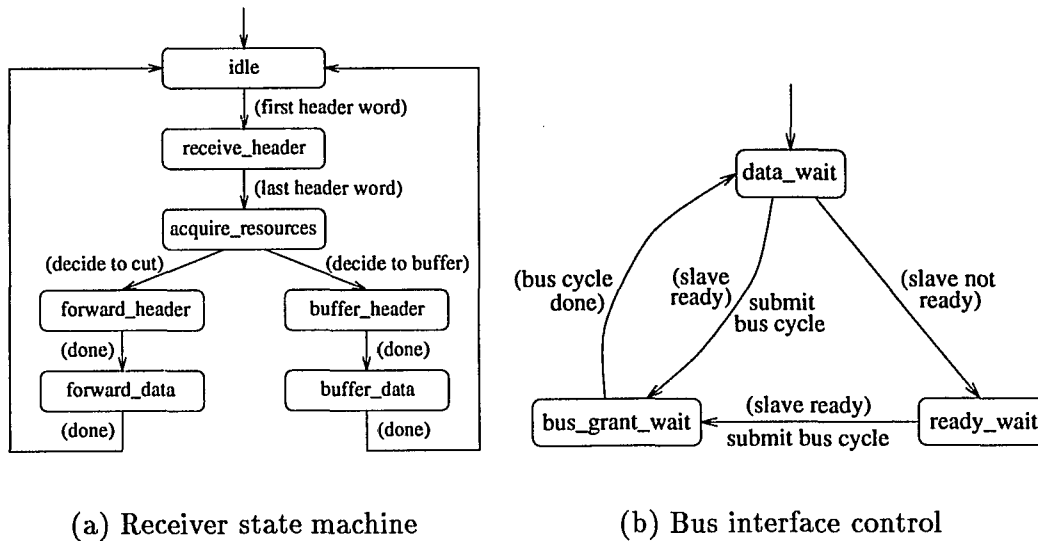 idle
(first header word)
receive_header
(last header word)
acquire_resources
(decide to cut)
(decide to buffer)
forward_header
buffer_header
(done)
(done)
forward_data
buffer_data
(done)
(done)
(a) Receiver state machine
data_wait
(bus cycle
done)
(slave
ready)
submit
bus cycle
(slave not
ready)
bus_grant_wait
(slave ready)
submit bus cycle
ready_wait
(b) Bus interface control